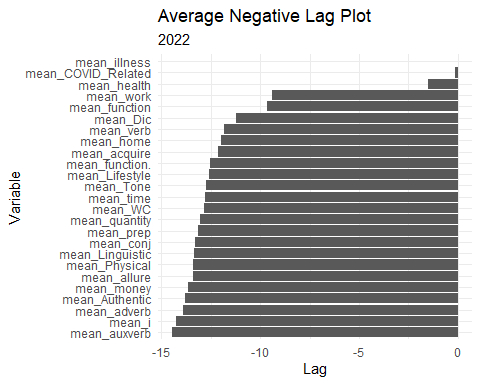 Average Negative Lag Plot
2022
Variable
mean_illness
mean_COVID_Related
mean_health
mean_work
mean_function
mean_Dic
mean_verb
mean_home
mean_acquire
mean_function.
mean_Lifestyle
mean_Tone
mean_time
mean_WC
mean_quantity
mean_prep
mean_conj
mean_Linguistic
mean_Physical
mean_allure
mean_money
mean_Authentic
mean_adverb
mean_i
mean_auxverb
-15 -10 -5 0
Lag